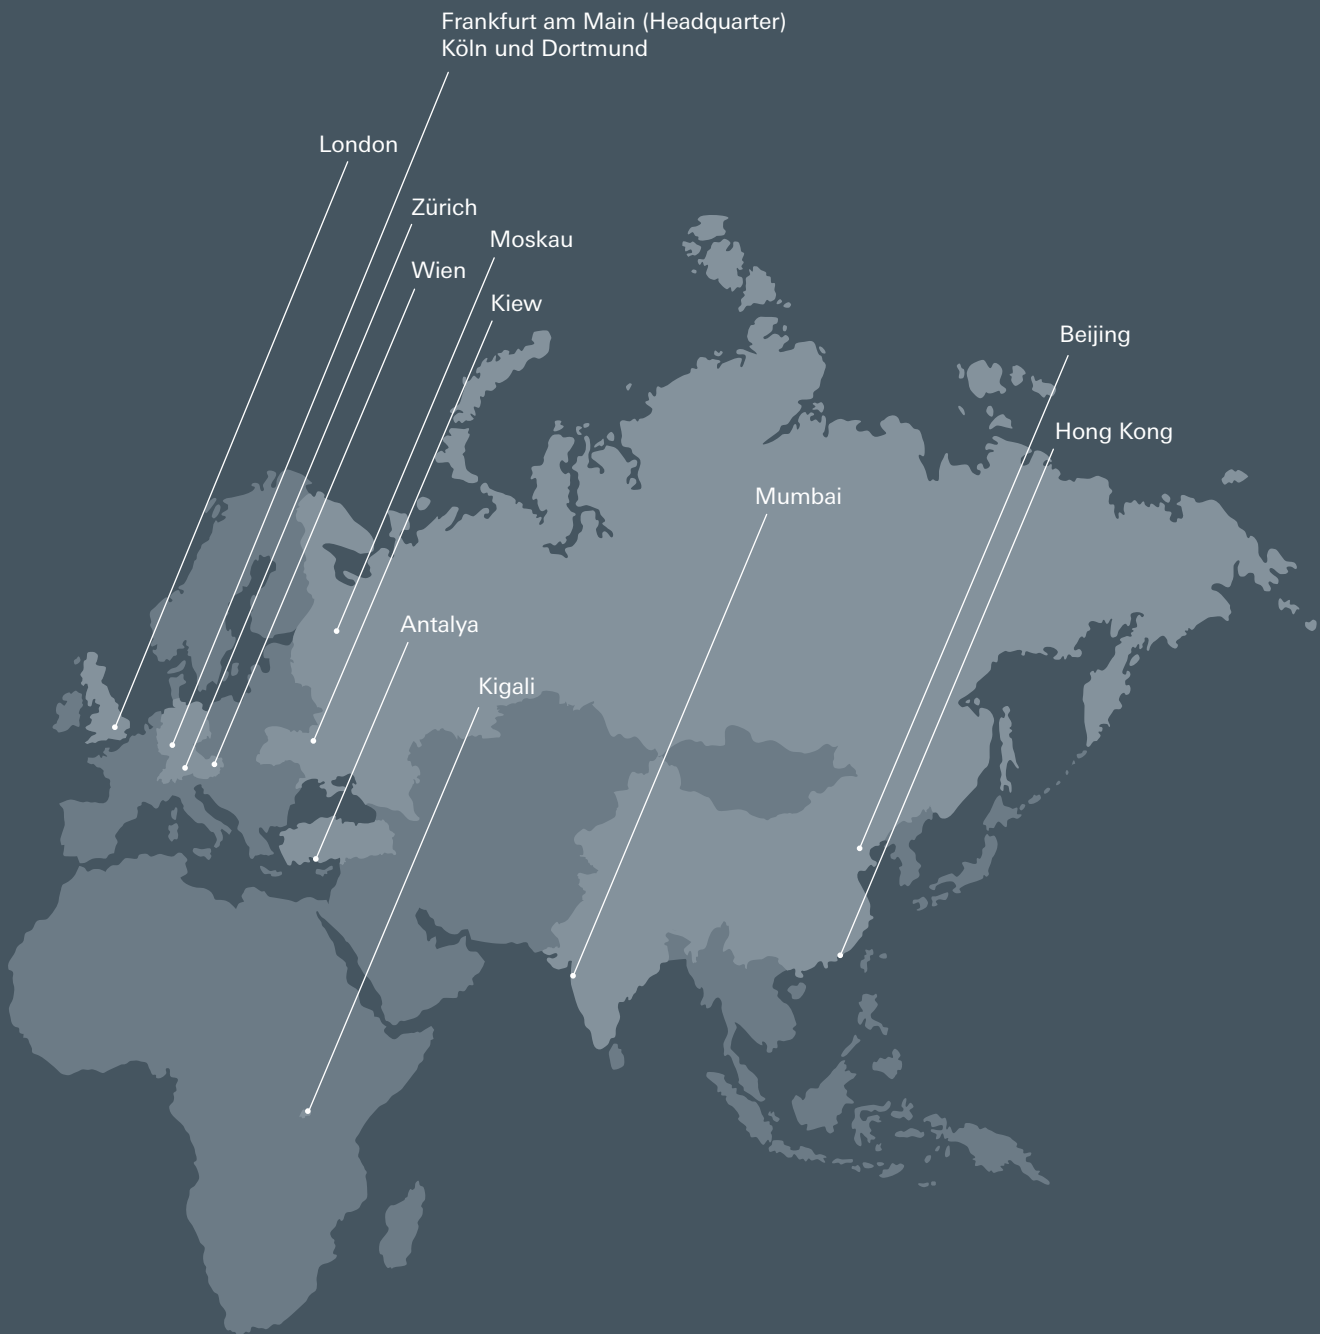 Frankfurt am Main (Headquarter)
Köln und Dortmund
London
Zürich
Moskau
Wien
Kiew
Beijing
Hong Kong
Mumbai
Antalya
Kigali